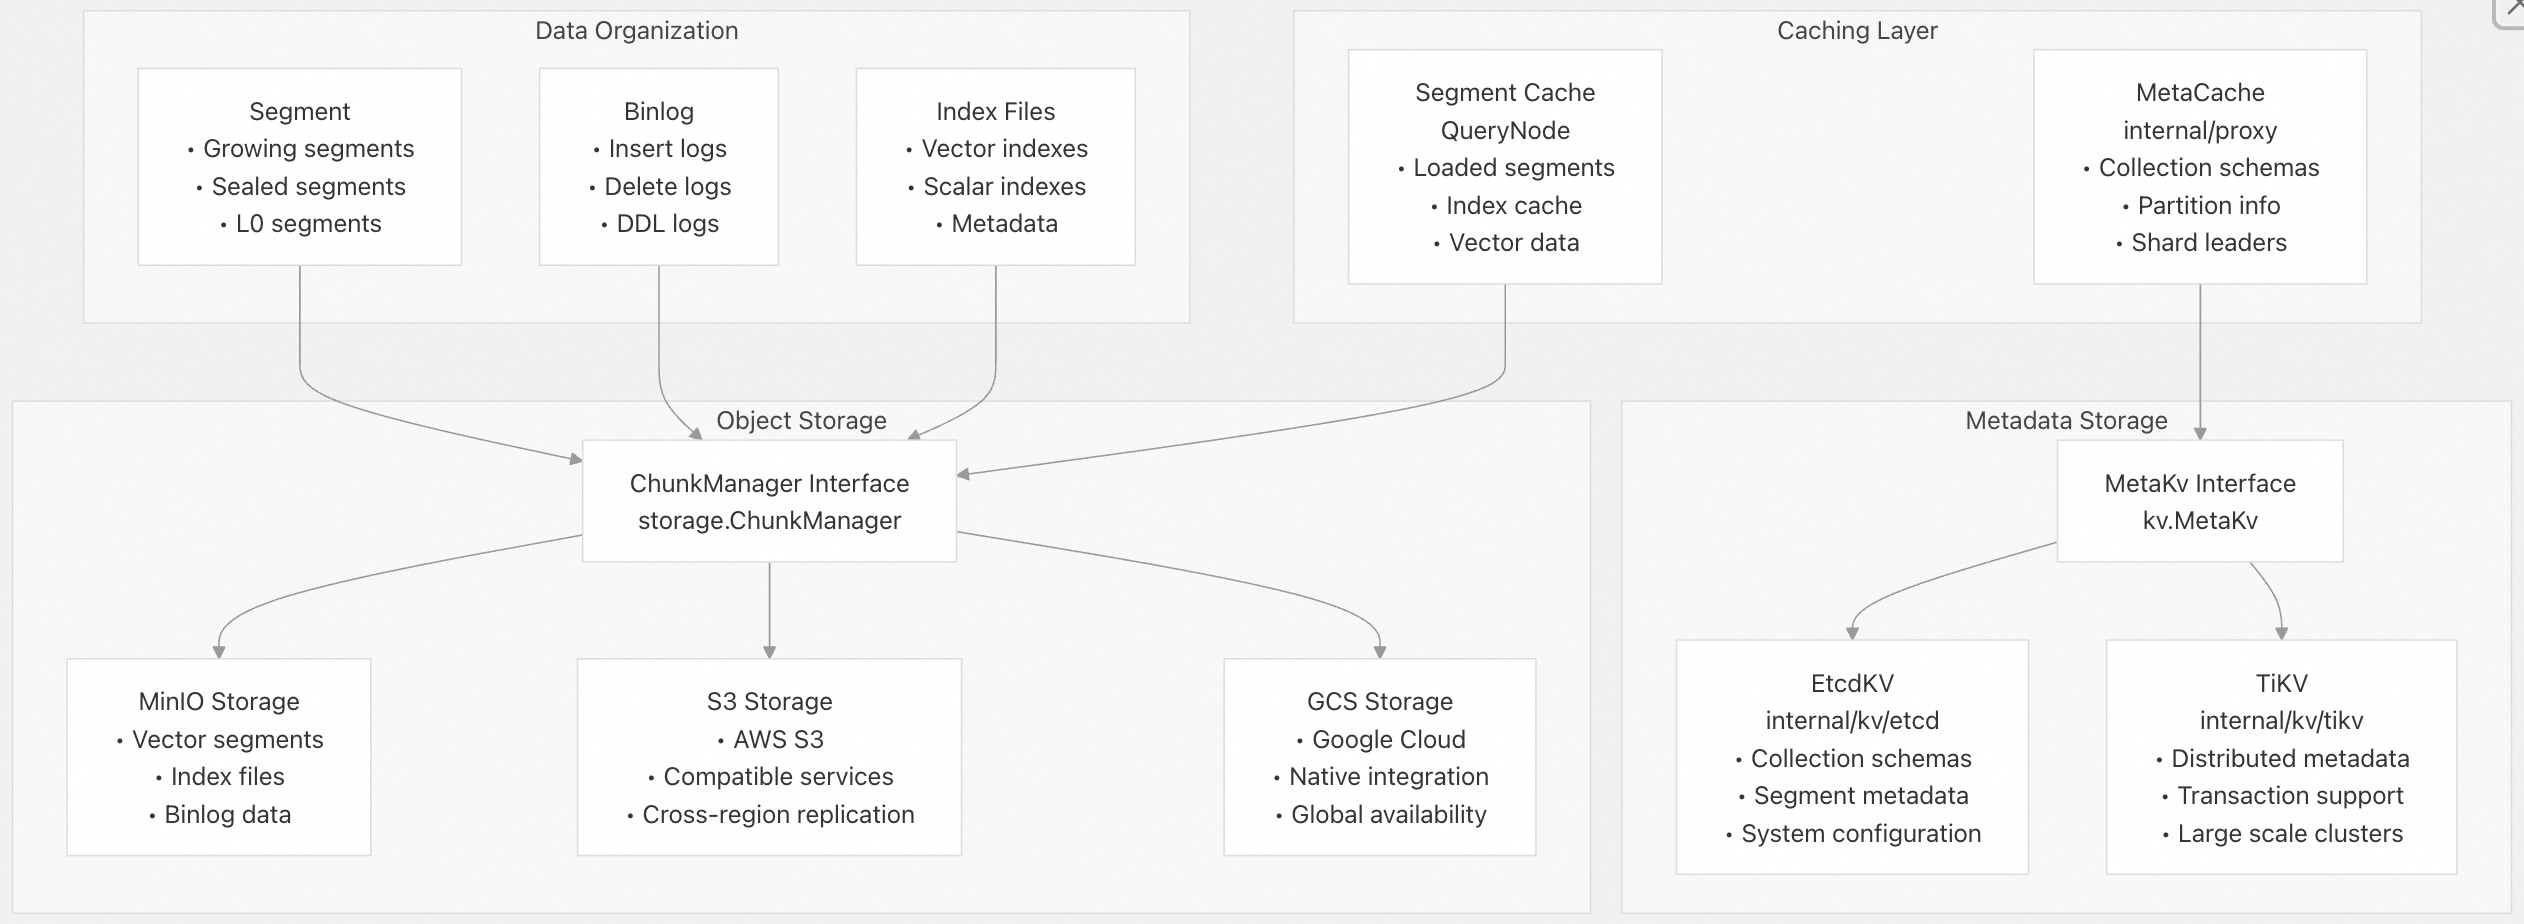 Data Organization
Segment
• Growing segments
• Sealed segments
• L0 segments
Binlog
• Insert logs
• Delete logs
• DDL logs
Index Files
• Vector indexes
• Scalar indexes
• Metadata
Caching Layer
Segment Cache
QueryNode
• Loaded segments
• Index cache
• Vector data
MetaCache
internal/proxy
• Collection schemas
• Partition info
• Shard leaders
Object Storage
ChunkManager Interface
storage.ChunkManager
MinIO Storage
• Vector segments
• Index files
• Binlog data
S3 Storage
• AWS S3
• Compatible services
• Cross-region replication
GCS Storage
• Google Cloud
• Native integration
• Global availability
Metadata Storage
MetaKv Interface
kv.MetaKv
EtcdKV
internal/kv/etcd
• Collection schemas
• Segment metadata
• System configuration
TiKV
internal/kv/tikv
• Distributed metadata
• Transaction support
• Large scale clusters